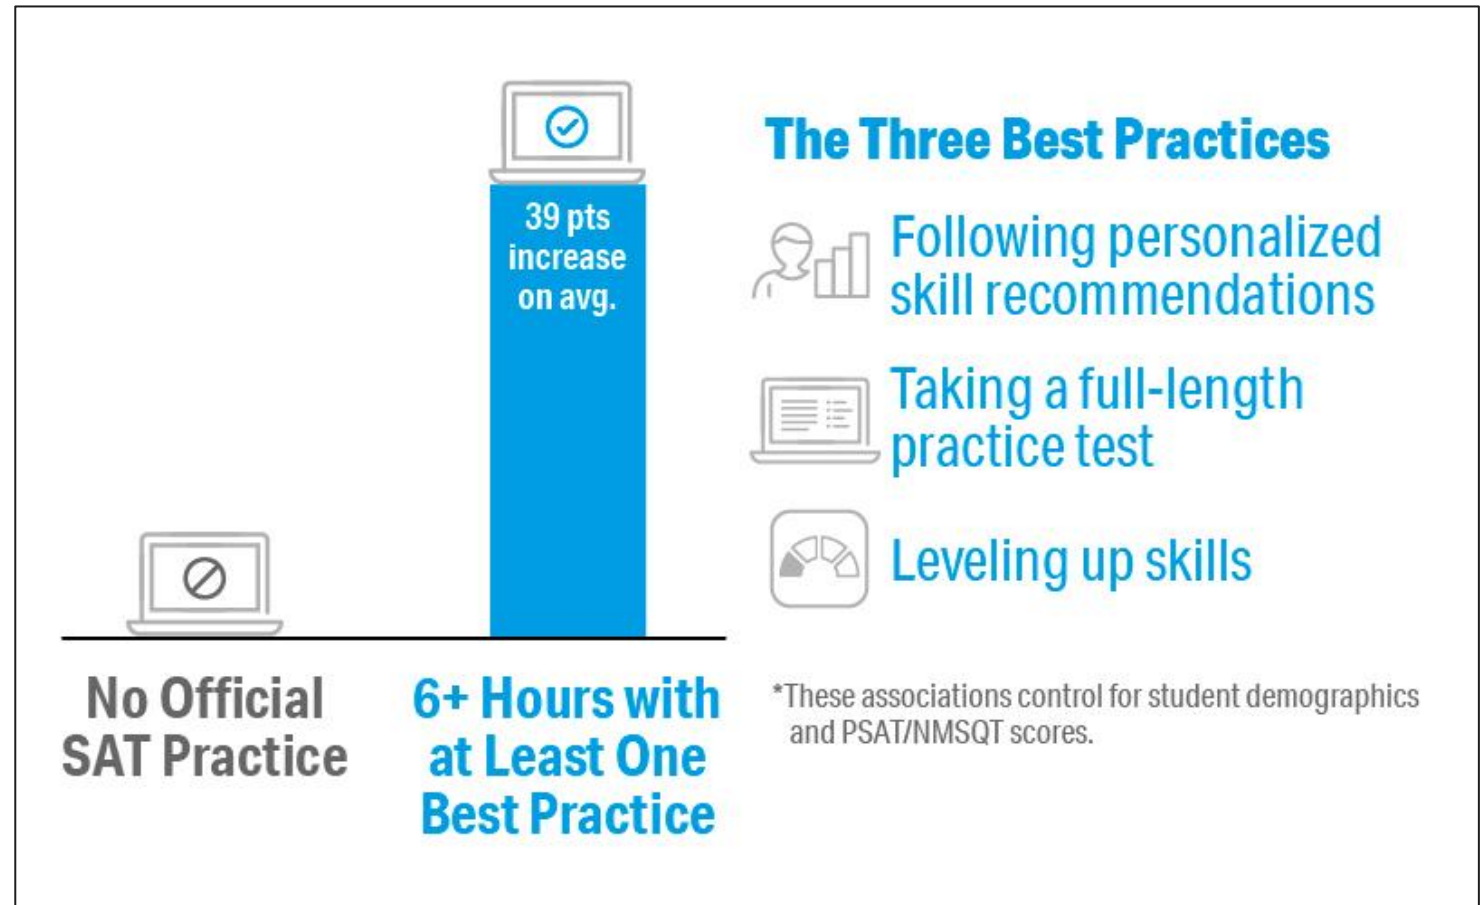 39 pts
increase
on avg.
No Official
SAT Practice
6+ Hours with
at Least One
Best Practice
The Three Best Practices
Following personalized
skill recommendations
Taking a full-length
practice test
Leveling up skills
*These associations control for student demographics
and PSAT/NMSQT scores.